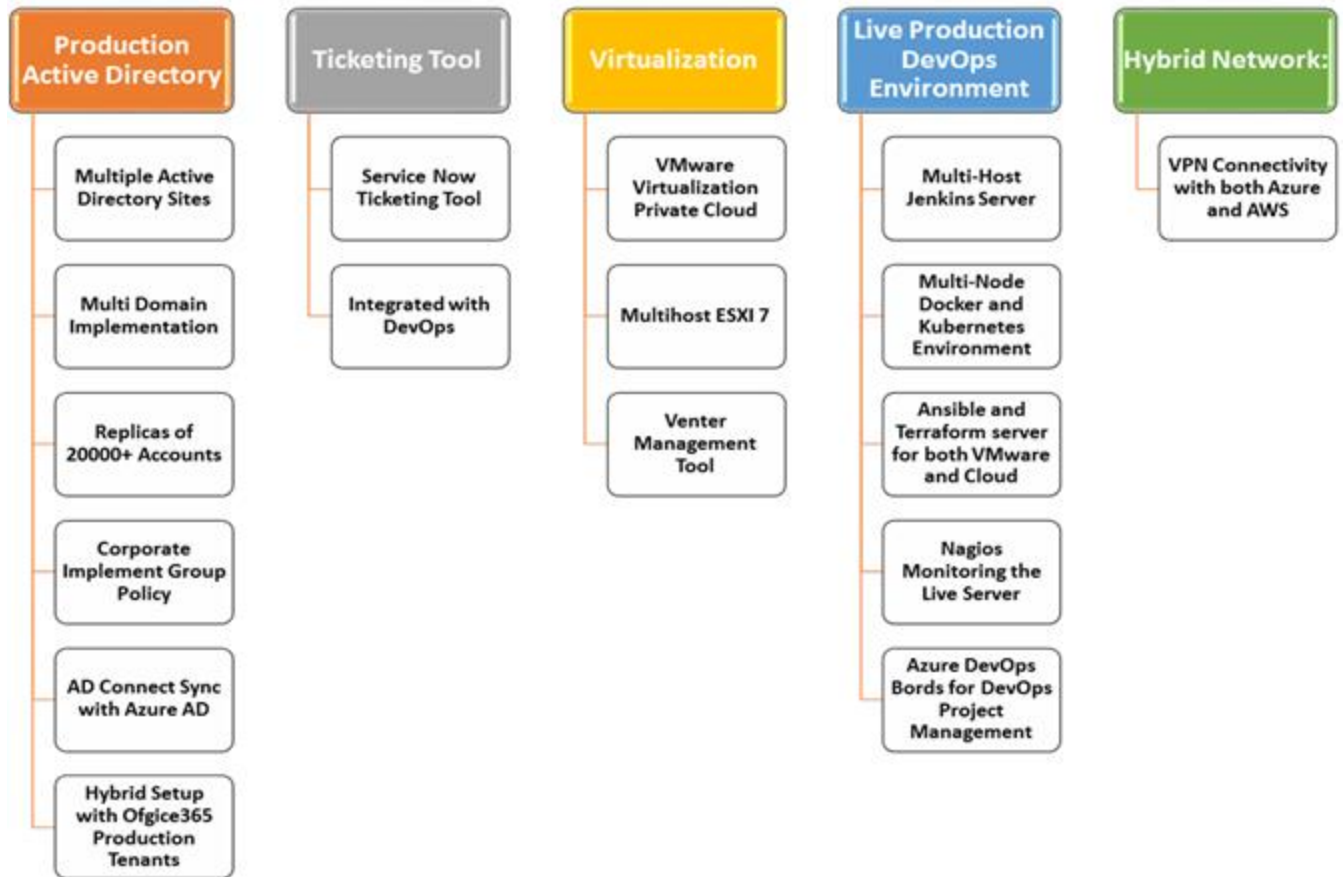 Production
Active Directory
Multiple Active
Directory Sites
Multi Domain
Implementation
Replicas of
20000+ Accounts
Corporate
Implement Group
Policy
AD Connect Sync
with Azure AD
Hybrid Setup
with Ofgice365
Production
Tenants
Ticketing Tool
Service Now
Ticketing Tool
Integrated with
DevOps
Virtualization
VMware
Virtualization
Private Cloud
Multihost ESXI 7
Venter
Management
Tool
Live Production
DevOps
Environment
Multi-Host
Jenkins Server
Multi-Node
Docker and
Kubernetes
Environment
Ansible and
Terraform server
for both VMware
and Cloud
Nagios
Monitoring the
Live Server
Azure DevOps
Bords for DevOps
Project
Management
Hybrid Network:
VPN Connectivity
with both Azure
and AWS